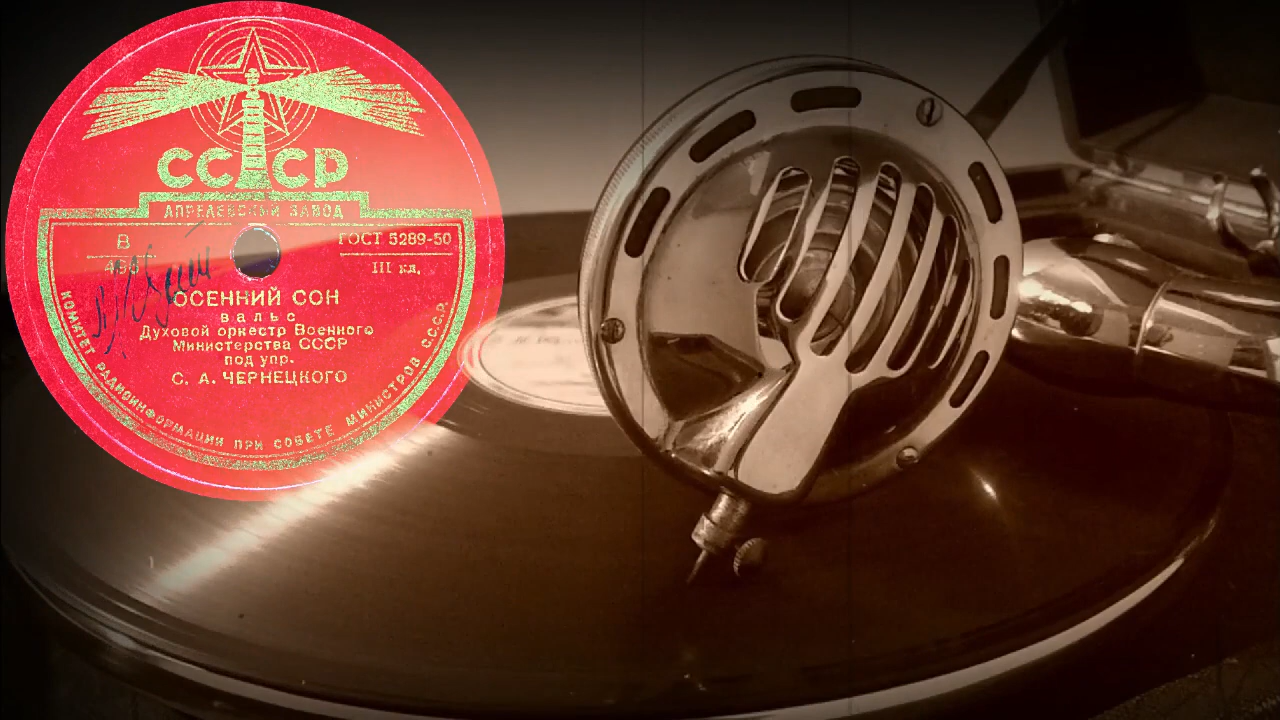 СССР
АПРЕЛЕВСКИЙ ЗАВОД
В
ГОСТ 5289-50
III кл.
ОСЕННИЙ СОН
вальс
Духовой оркестр Военного
Министерства СССР
под упр.
С. А. ЧЕРНЕЦКОГО
КОМИТЕТ РАДИОИНФОРМАЦИИ ПРИ СОВЕТЕ МИНИСТРОВ СССР